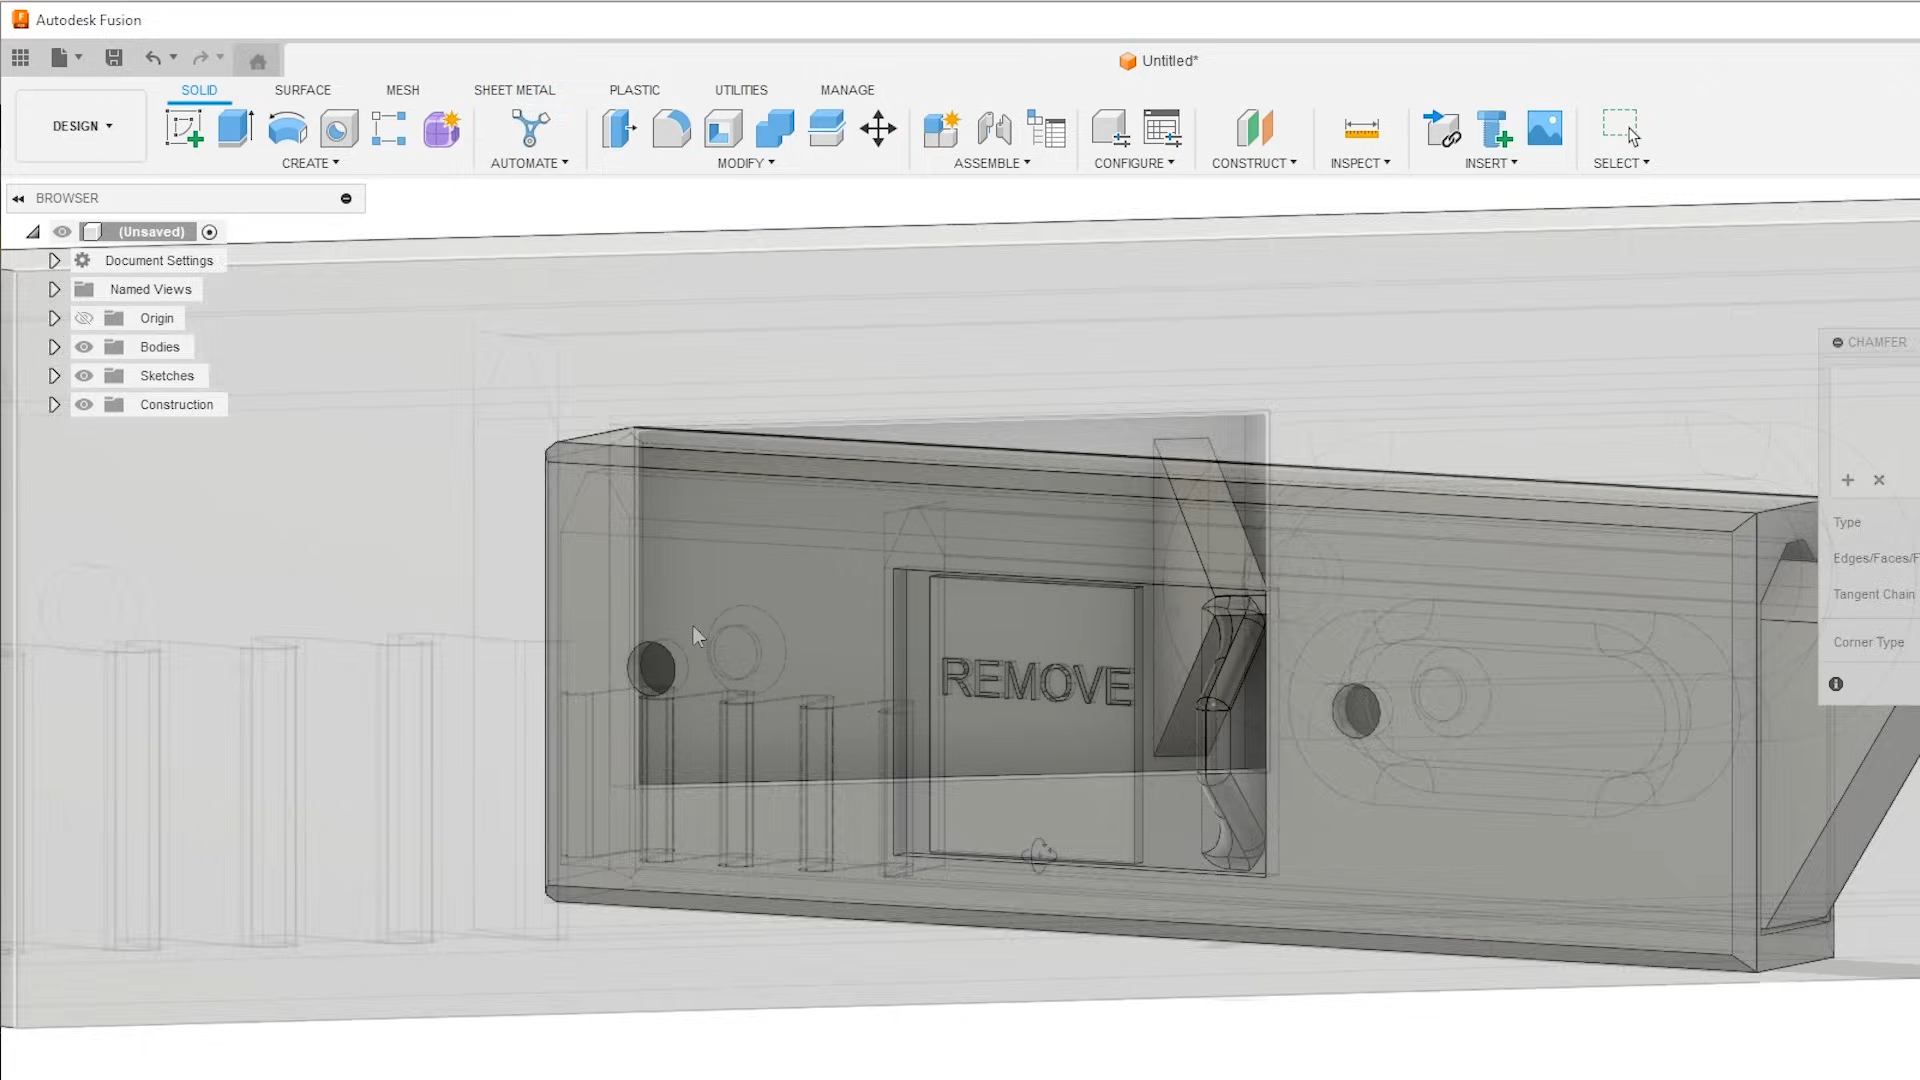 Autodesk Fusion
Untitled*
SOLID SURFACE MESH SHEET METAL PLASTIC UTILITIES MANAGE
DESIGN
CREATE AUTOMATE MODIFY ASSEMBLE CONFIGURE CONSTRUCT INSPECT INSERT SELECT
BROWSER
(Unsaved)
Document Settings
Named Views
Origin
Bodies
Sketches
Construction
CHAMFER
Type
Edges/Faces/F
Tangent Chain
Corner Type
REMOVE